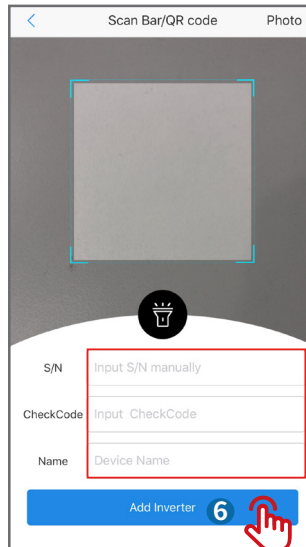 Scan Bar/QR code Photo
S/N Input S/N manually
CheckCode Input CheckCode
Name Device Name
Add Inverter 6